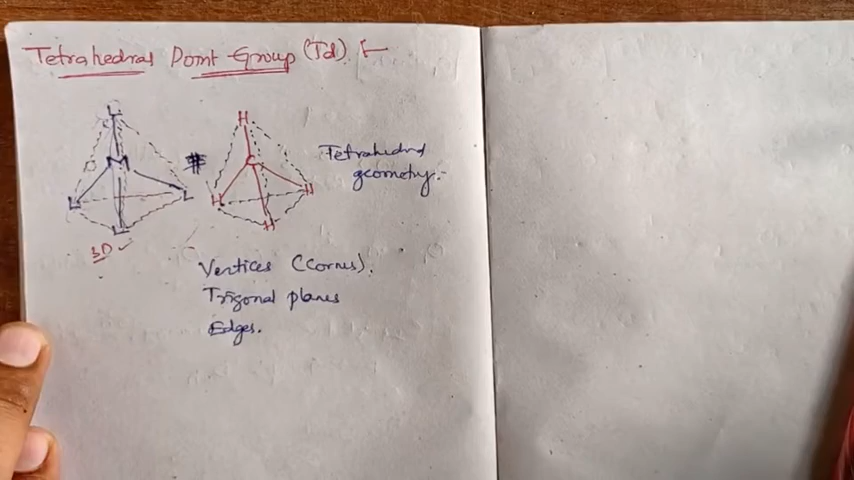 Tetrahedral Point Group (Td)
L
M
L
L
L
3D
H
C
H
H
H
Tetrahedral
geometry:-
Vertices (Corners).
Trigonal planes
Edges.